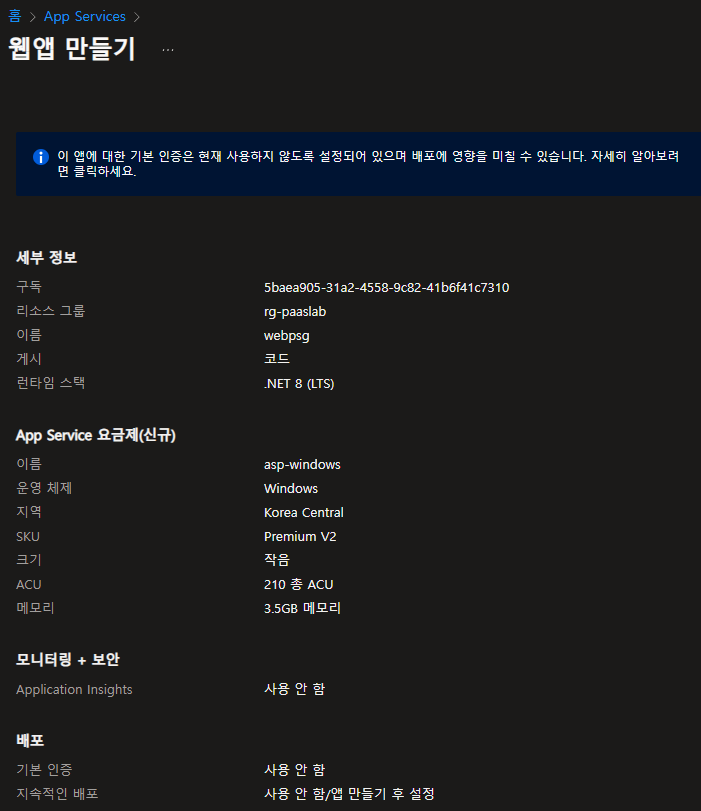 홈 > App Services >
웹앱 만들기 ...
이 앱에 대한 기본 인증은 현재 사용하지 않도록 설정되어 있으며 배포에 영향을 미칠 수 있습니다. 자세히 알아보려
면 클릭하세요.
세부 정보
구독 5baea905-31a2-4558-9c82-41b6f41c7310
리소스 그룹 rg-paaslab
이름 webpsg
게시 코드
런타임 스택 .NET 8 (LTS)
App Service 요금제(신규)
이름 asp-windows
운영 체제 Windows
지역 Korea Central
SKU Premium V2
크기 작음
ACU 210 총 ACU
메모리 3.5GB 메모리
모니터링 + 보안
Application Insights 사용 안 함
배포
기본 인증 사용 안 함
지속적인 배포 사용 안 함/앱 만들기 후 설정